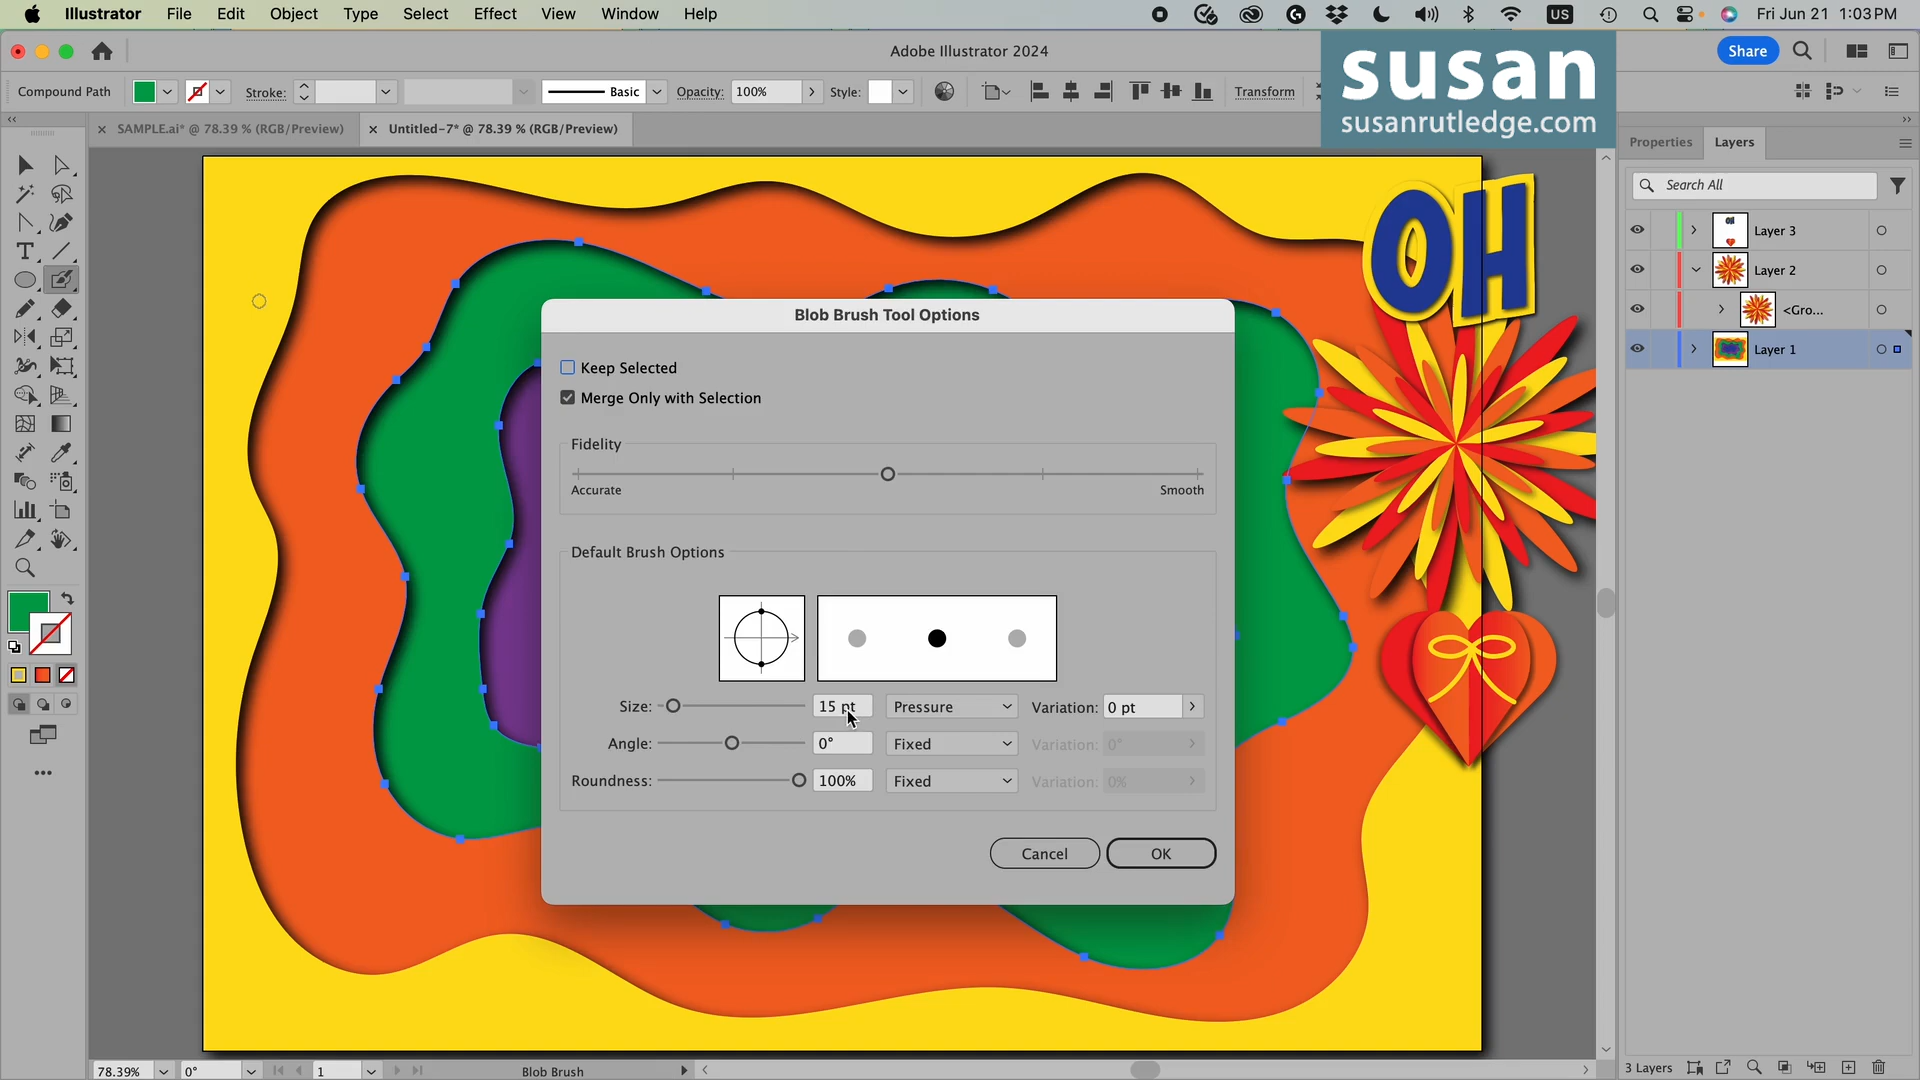 Illustrator File Edit Object Type Select Effect View Window Help US Fri Jun 21 1:03 PM
Adobe Illustrator 2024 Share
Compound Path Stroke: Basic Opacity: 100% Style: Transform
susan
susanrutledge.com
SAMPLE.ai* @ 78.39 % (RGB/Preview) Untitled-7* @ 78.39 % (RGB/Preview)
Properties Layers
Search All
OH
Layer 3
Layer 2
<Gro...
Layer 1
Blob Brush Tool Options
Keep Selected
Merge Only with Selection
Fidelity
Accurate Smooth
Default Brush Options
Size: 15 pt Pressure Variation: 0 pt
Angle: 0° Fixed Variation: 0°
Roundness: 100% Fixed Variation: 0%
Cancel OK
78.39% 0° 1 Blob Brush 3 Layers